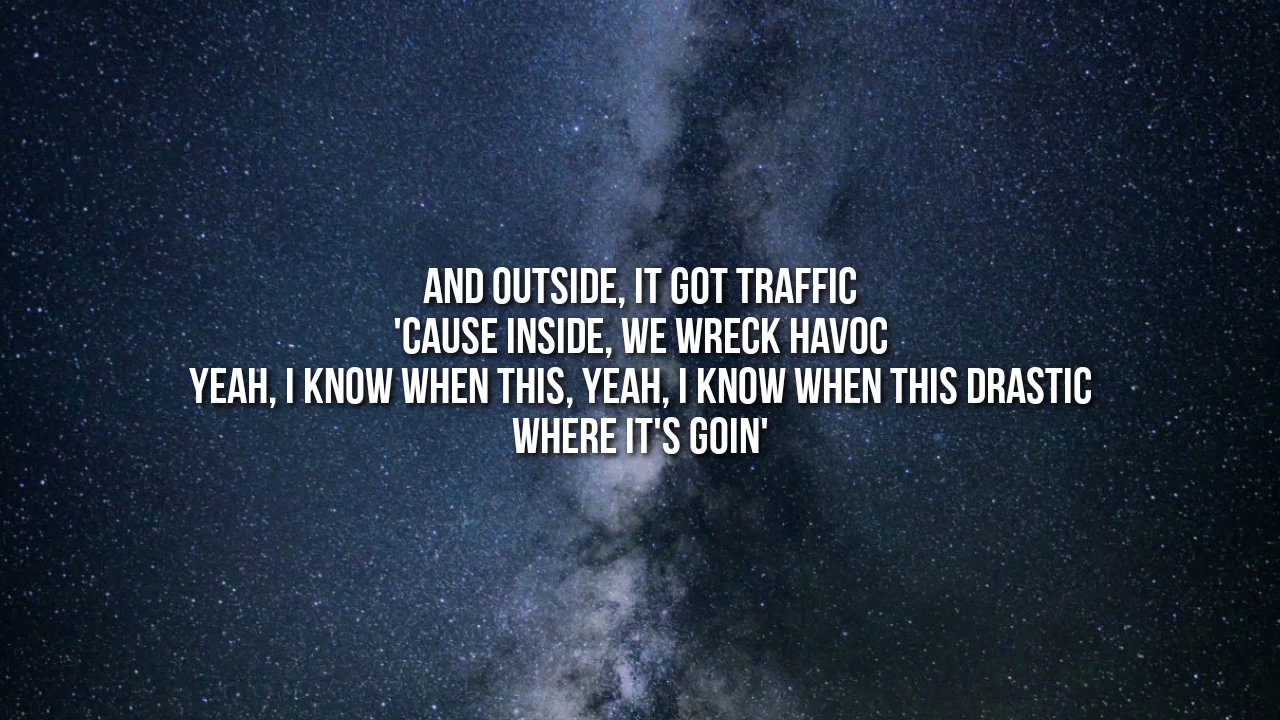 AND OUTSIDE, IT GOT TRAFFIC
'CAUSE INSIDE, WE WRECK HAVOC
YEAH, I KNOW WHEN THIS, YEAH, I KNOW WHEN THIS DRASTIC
WHERE IT'S GOIN'